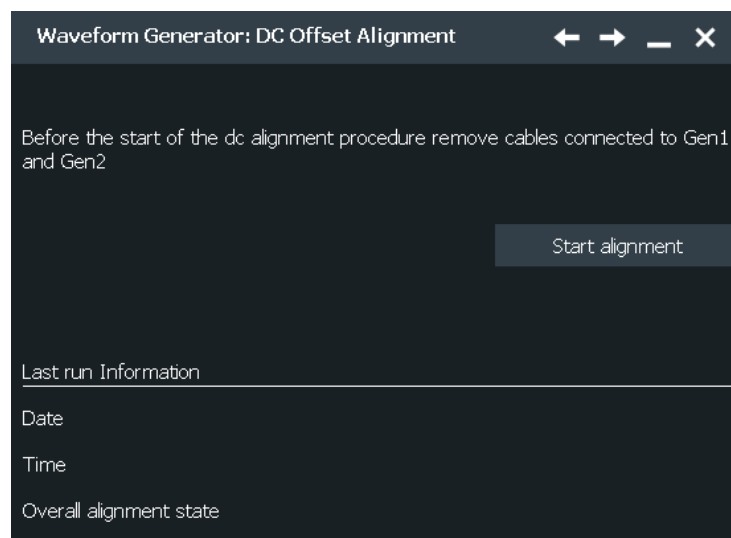 Waveform Generator: DC Offset Alignment
Before the start of the dc alignment procedure remove cables connected to Gen1
and Gen2
Start alignment
Last run Information
Date
Time
Overall alignment state